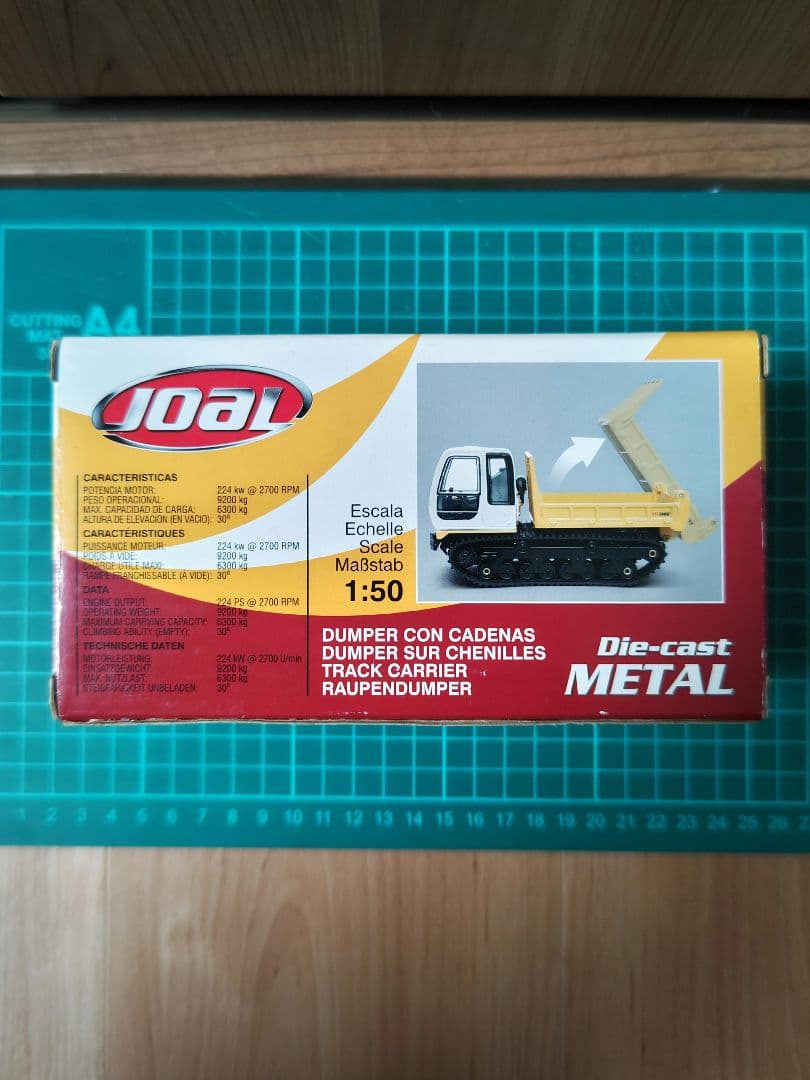 CUTTING A4
MAT
JOAL
CARACTERISTICAS
POTENCIA MOTOR: 224 kw @ 2700 RPM
PESO OPERACIONAL: 9200 kg
MAX. CAPACIDAD DE CARGA: 6300 kg
ALTURA DE ELEVACION (EN VACIO): 30º
CARACTÉRISTIQUES
PUISSANCE MOTEUR: 224 kw @ 2700 RPM
POIDS A VIDE: 9200 kg
CHARGE UTILE MAXI: 6300 kg
RAMPE FRANCHISSABLE (A VIDE): 30º
DATA
ENGINE OUTPUT: 224 PS @ 2700 RPM
OPERATING WEIGHT: 9200 kg
MAXIMUM CARRYING CAPACITY: 6300 kg
CLIMBING ABILITY (EMPTY): 30º
TECHNISCHE DATEN
MOTORLEISTUNG: 224 kW @ 2700 U/min
EINSATZGEWICHT: 9200 kg
MAX. NUTZLAST: 6300 kg
STEIGFÄHIGKEIT UNBELADEN: 30º
Escala
Echelle
Scale
Maßstab
1:50
DUMPER CON CADENAS
DUMPER SUR CHENILLES
TRACK CARRIER
RAUPENDUMPER
Die-cast
METAL
1 2 3 4 5 6 7 8 9 10 11 12 13 14 15 16 17 18 19 20 21 22 23 24 25 26